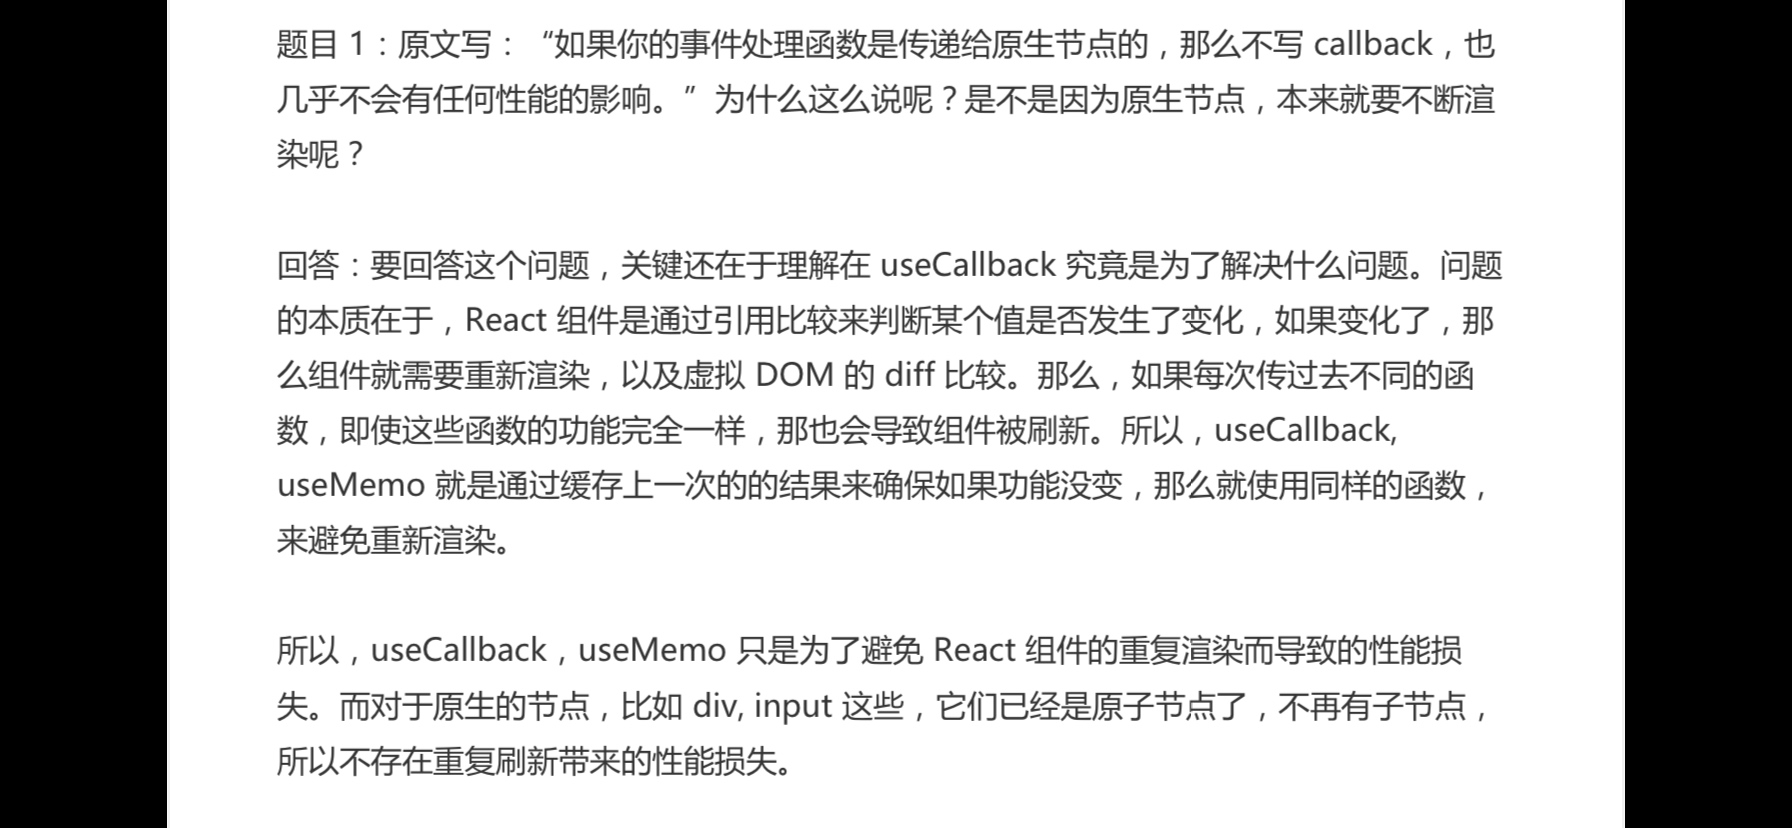 题目 1：原文写：“如果你的事件处理函数是传递给原生节点的，那么不写 callback，也
几乎不会有任何性能的影响。”为什么这么说呢？是不是因为原生节点，本来就要不断渲
染呢？
回答：要回答这个问题，关键还在于理解在 useCallback 究竟是为了解决什么问题。问题
的本质在于，React 组件是通过引用比较来判断某个值是否发生了变化，如果变化了，那
么组件就需要重新渲染，以及虚拟 DOM 的 diff 比较。那么，如果每次传过去不同的函
数，即使这些函数的功能完全一样，那也会导致组件被刷新。所以，useCallback,
useMemo 就是通过缓存上一次的的结果来确保如果功能没变，那么就使用同样的函数，
来避免重新渲染。
所以，useCallback，useMemo 只是为了避免 React 组件的重复渲染而导致的性能损
失。而对于原生的节点，比如 div, input 这些，它们已经是原子节点了，不再有子节点，
所以不存在重复刷新带来的性能损失。